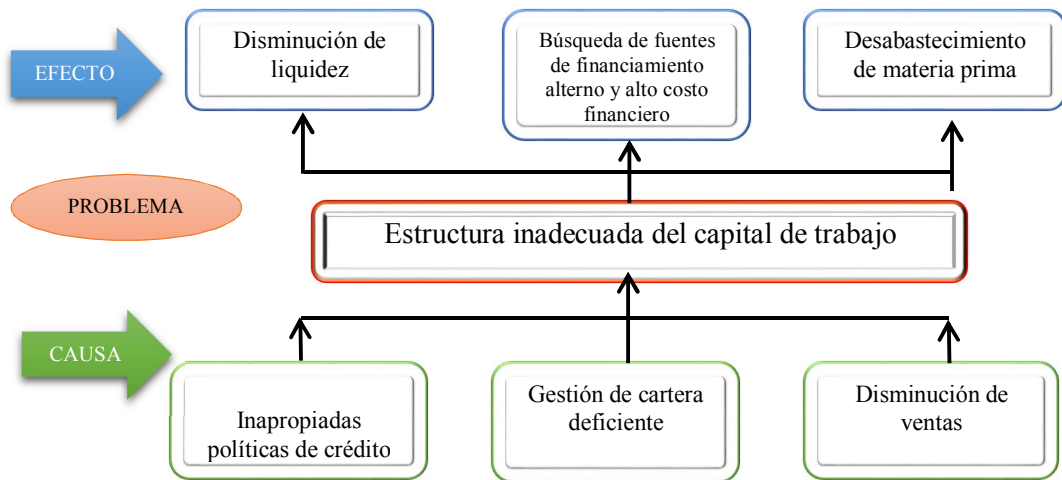 EFECTO
Disminución de
liquidez
Búsqueda de fuentes
de financiamiento
alterno y alto costo
financiero
Desabastecimiento
de materia prima
PROBLEMA
Estructura inadecuada del capital de trabajo
CAUSA
Inapropiadas
políticas de crédito
Gestión de cartera
deficiente
Disminución de
ventas